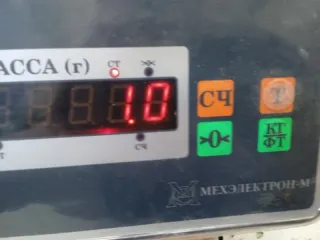 АССА (г) СТ >>
1.0
СЧ Т
>0< КТ
ФТ
Т СЧ
МЕХЭЛЕКТРОН-М